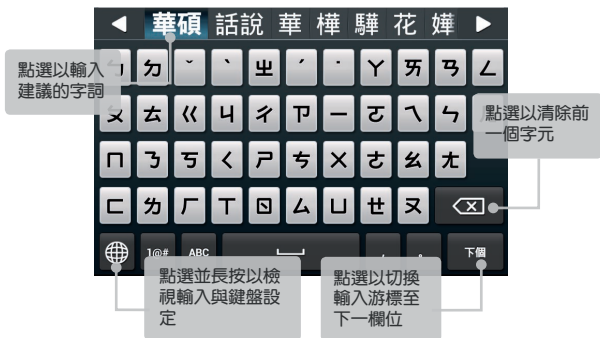 華碩 話說 華 樺 驊 花 嬅
點選以輸入
建議的字詞
ㄉ ˇ ˋ ㄓ ˊ ˙ ㄚ ㄞ ㄢ ㄥ
ㄆ ㄊ ㄍ ㄐ ㄔ ㄗ ㄧ ㄛ ㄟ ㄣ
點選以清除前
一個字元
ㄇ ㄋ ㄎ ㄑ ㄕ ㄘ ㄨ ㄜ ㄠ ㄤ
ㄈ ㄌ ㄏ ㄒ ㄖ ㄙ ㄩ ㄝ ㄡ
1@# ABC , 。 下個
點選並長按以檢
視輸入與鍵盤設
定
點選以切換
輸入游標至
下一欄位